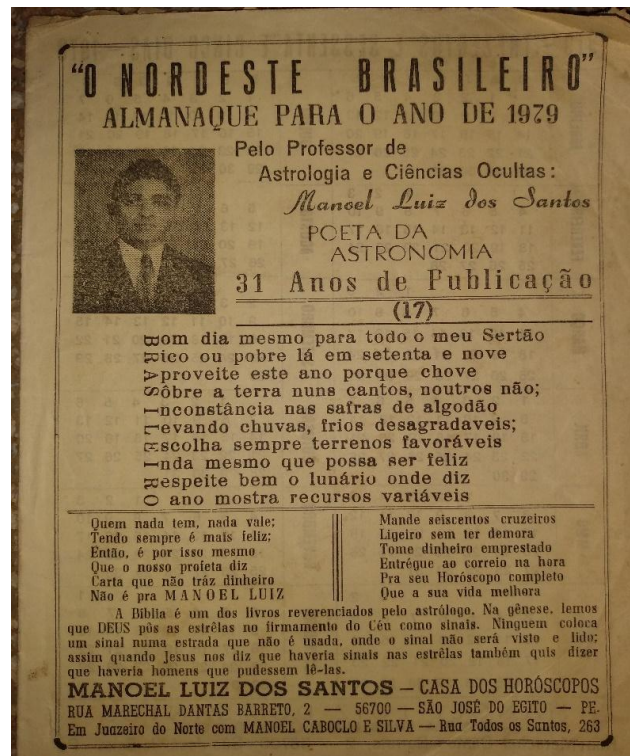 "O NORDESTE BRASILEIRO"
ALMANAQUE PARA O ANO DE 1979
Pelo Professor de
Astrologia e Ciências Ocultas:
Manoel Luiz dos Santos
POETA DA
ASTRONOMIA
31 Anos de Publicação
(17)
Bom dia mesmo para todo o meu Sertão
Rico ou pobre lá em setenta e nove
Aproveite este ano porque chove
Sôbre a terra nuns cantos, noutros não;
Inconstância nas safras de algodão
Levando chuvas, frios desagradaveis;
Escolha sempre terrenos favoráveis
Inda mesmo que possa ser feliz
Respeite bem o lunário onde diz
O ano mostra recursos variáveis
Quem nada tem, nada vale;
Tendo sempre é mais feliz;
Então, é por isso mesmo
Que o nosso profeta diz
Carta que não tráz dinheiro
Não é pra MANOEL LUIZ
Mande seiscentos cruzeiros
Ligeiro sem ter demora
Tome dinheiro emprestado
Entrégue ao correio na hora
Pra seu Horóscopo completo
Que a sua vida melhora
A Bíblia é um dos livros reverenciados pelo astrólogo. Na gênese, lemos
que DEUS pôs as estrêlas no firmamento do Céu como sinais. Ninguem coloca
um sinal numa estrada que não é usada, onde o sinal não será visto e lido;
assim quando Jesus nos diz que haveria sinais nas estrêlas também quis dizer
que haveria homens que pudessem lê-las.
MANOEL LUIZ DOS SANTOS — CASA DOS HORÓSCOPOS
RUA MARECHAL DANTAS BARRETO, 2 — 56700 — SÃO JOSÉ DO EGITO — PE.
Em Juazeiro do Norte com MANOEL CABOCLO E SILVA — Rua Todos os Santos, 263